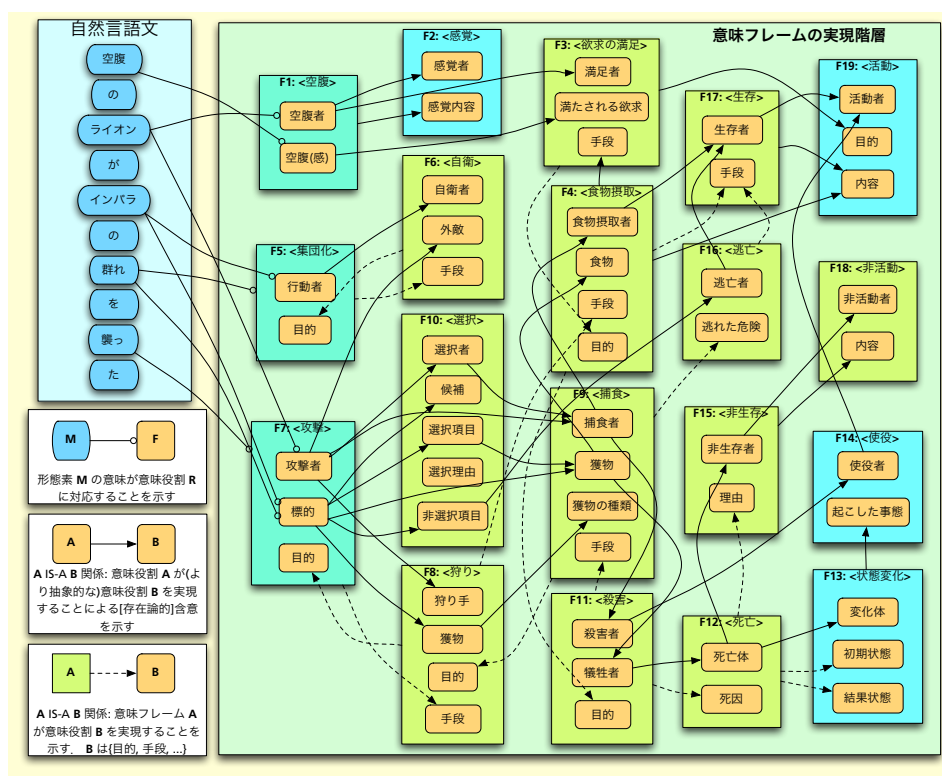 自然言語文
空腹
の
ライオン
が
インパラ
の
群れ
を
襲っ
た
M
F
形態素 M の意味が意味役割 R
に対応することを示す
A
B
A IS-A B 関係: 意味役割 A が(よ
り抽象的な)意味役割 B を実現
することによる[存在論的]含意
を示す
A
B
A IS-A B 関係: 意味フレーム A
が意味役割 B を実現することを
示す. B は{目的, 手段, ...}
意味フレームの実現階層
F1: <空腹>
空腹者
空腹(感)
F5: <集団化>
行動者
目的
F7: <攻撃>
攻撃者
標的
目的
F2: <感覚>
感覚者
感覚内容
F6: <自衛>
自衛者
外敵
手段
F10: <選択>
選択者
候補
選択項目
選択理由
非選択項目
F8: <狩り>
狩り手
獲物
目的
手段
F3: <欲求の満足>
満足者
満たされる欲求
手段
F4: <食物摂取>
食物摂取者
食物
手段
目的
F9: <捕食>
捕食者
獲物
獲物の種類
手段
F11: <殺害>
殺害者
犠牲者
目的
F17: <生存>
生存者
手段
F16: <逃亡>
逃亡者
逃れた危険
F15: <非生存>
非生存者
理由
F12: <死亡>
死亡体
死因
F19: <活動>
活動者
目的
内容
F18: <非活動>
非活動者
内容
F14: <使役>
使役者
起こした事態
F13: <状態変化>
変化体
初期状態
結果状態